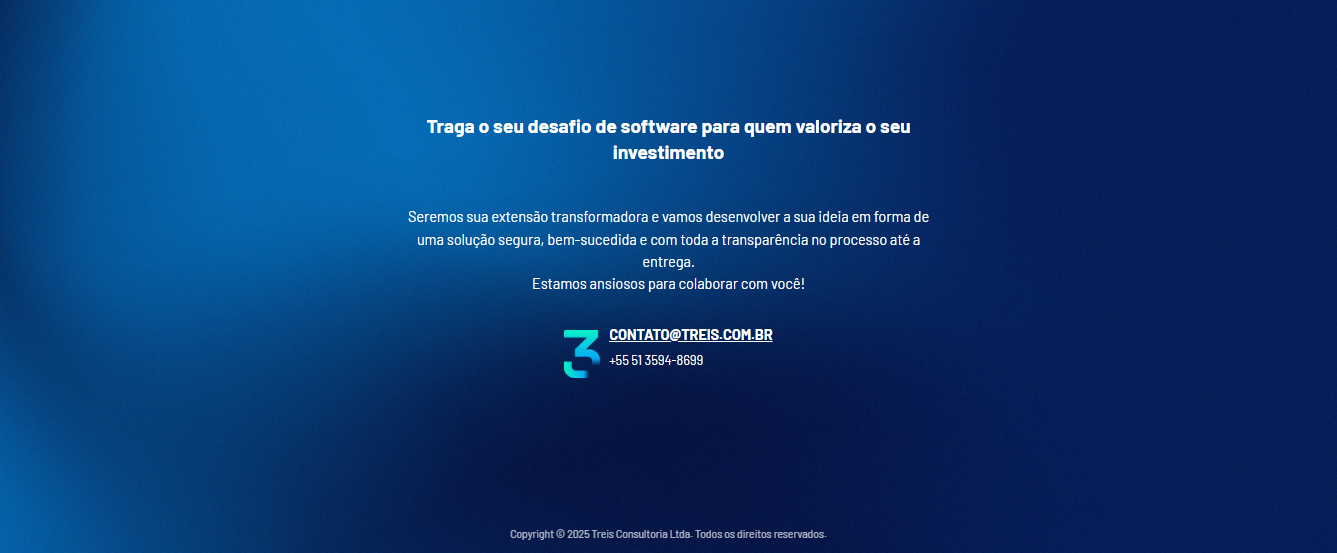 Traga o seu desafio de software para quem valoriza o seu
investimento
Seremos sua extensão transformadora e vamos desenvolver a sua ideia em forma de
uma solução segura, bem-sucedida e com toda a transparência no processo até a
entrega.
Estamos ansiosos para colaborar com você!
3
CONTATO@TREIS.COM.BR
+55 51 3594-8699
Copyright © 2025 Treis Consultoria Ltda. Todos os direitos reservados.